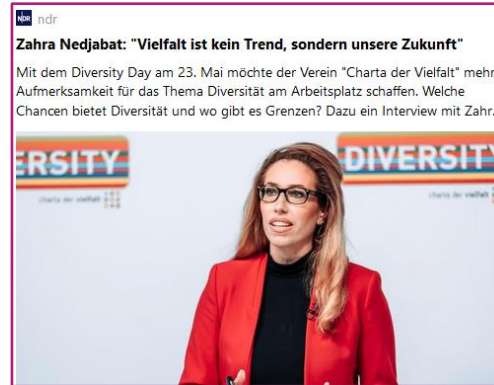 NDR ndr
Zahra Nedjabat: "Vielfalt ist kein Trend, sondern unsere Zukunft"
Mit dem Diversity Day am 23. Mai möchte der Verein "Charta der Vielfalt" mehr
Aufmerksamkeit für das Thema Diversität am Arbeitsplatz schaffen. Welche
Chancen bietet Diversität und wo gibt es Grenzen? Dazu ein Interview mit Zahr.
ERSITY DIVERSITY
charta der vielfalt charta der vielfalt